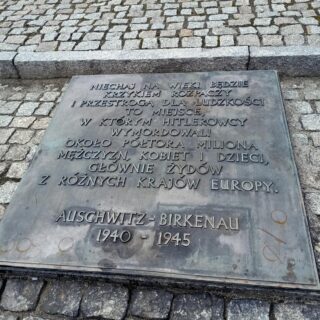 NIECHAJ NA WIEKI BĘDZIE
KRZYKIEM ROZPACZY
I PRZESTROGĄ DLA LUDZKOŚCI
TO MIEJSCE,
W KTÓRYM HITLEROWCY
WYMORDOWALI
OKOŁO PÓŁTORA MILIONA
MĘŻCZYZN, KOBIET I DZIECI,
GŁÓWNIE ŻYDÓW
Z RÓŻNYCH KRAJÓW EUROPY.
AUSCHWITZ-BIRKENAU
1940 - 1945